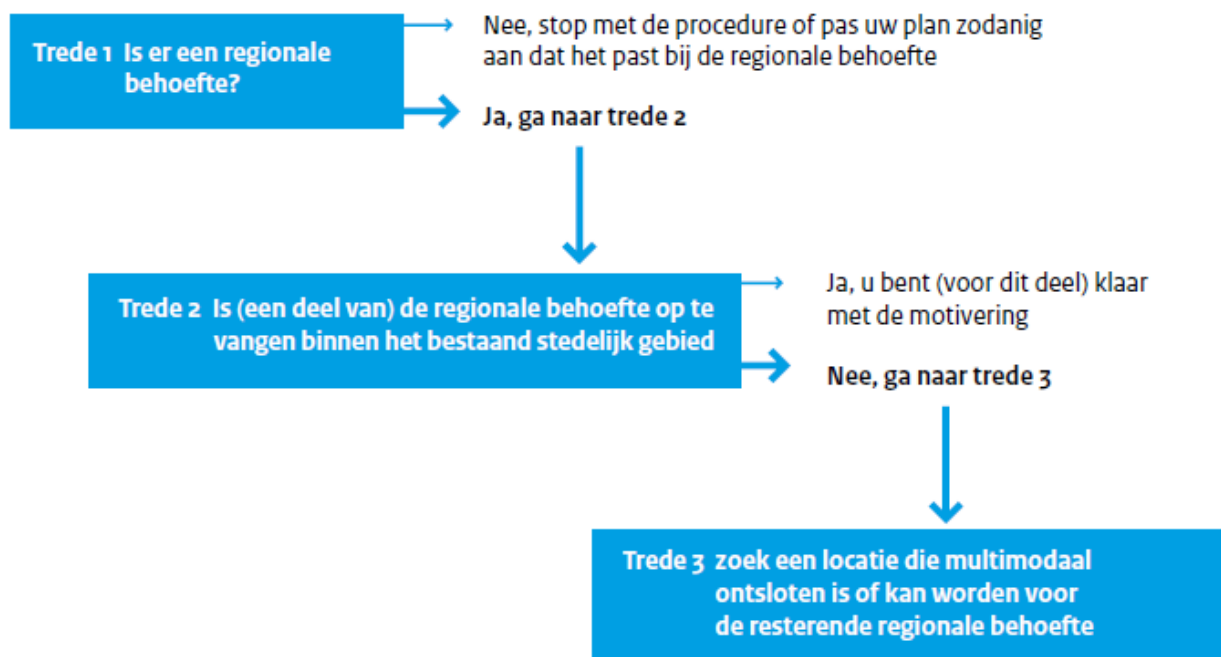 Trede 1 Is er een regionale
behoefte?
Nee, stop met de procedure of pas uw plan zodanig
aan dat het past bij de regionale behoefte
Ja, ga naar trede 2
Trede 2 Is (een deel van) de regionale behoefte op te
vangen binnen het bestaand stedelijk gebied
Ja, u bent (voor dit deel) klaar
met de motivering
Nee, ga naar trede 3
Trede 3 zoek een locatie die multimodaal
ontsloten is of kan worden voor
de resterende regionale behoefte